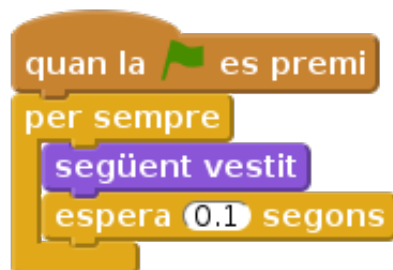 quan la es premi
per sempre
següent vestit
espera 0.1 segons